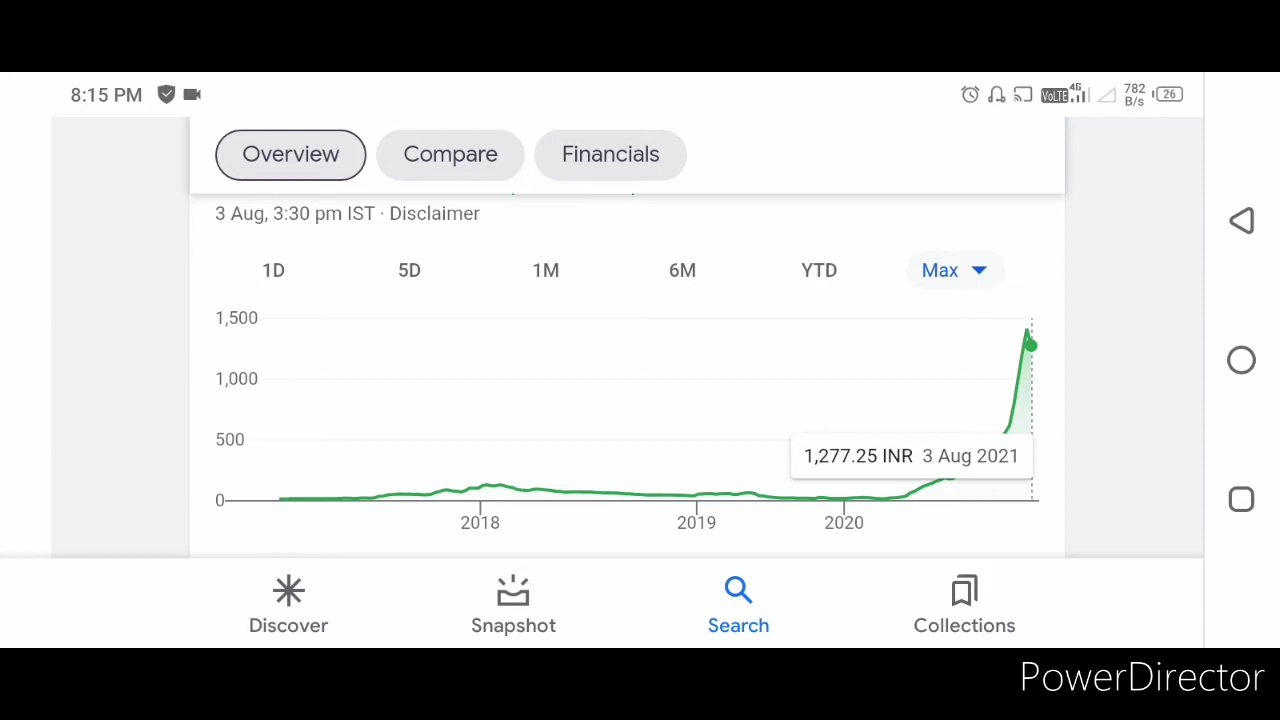 8:15 PM
VoLTE 4G 782 B/s 26
Overview Compare Financials
3 Aug, 3:30 pm IST · Disclaimer
1D 5D 1M 6M YTD Max
1,500
1,000
500
1,277.25 INR 3 Aug 2021
0
2018 2019 2020
Discover Snapshot Search Collections
PowerDirector